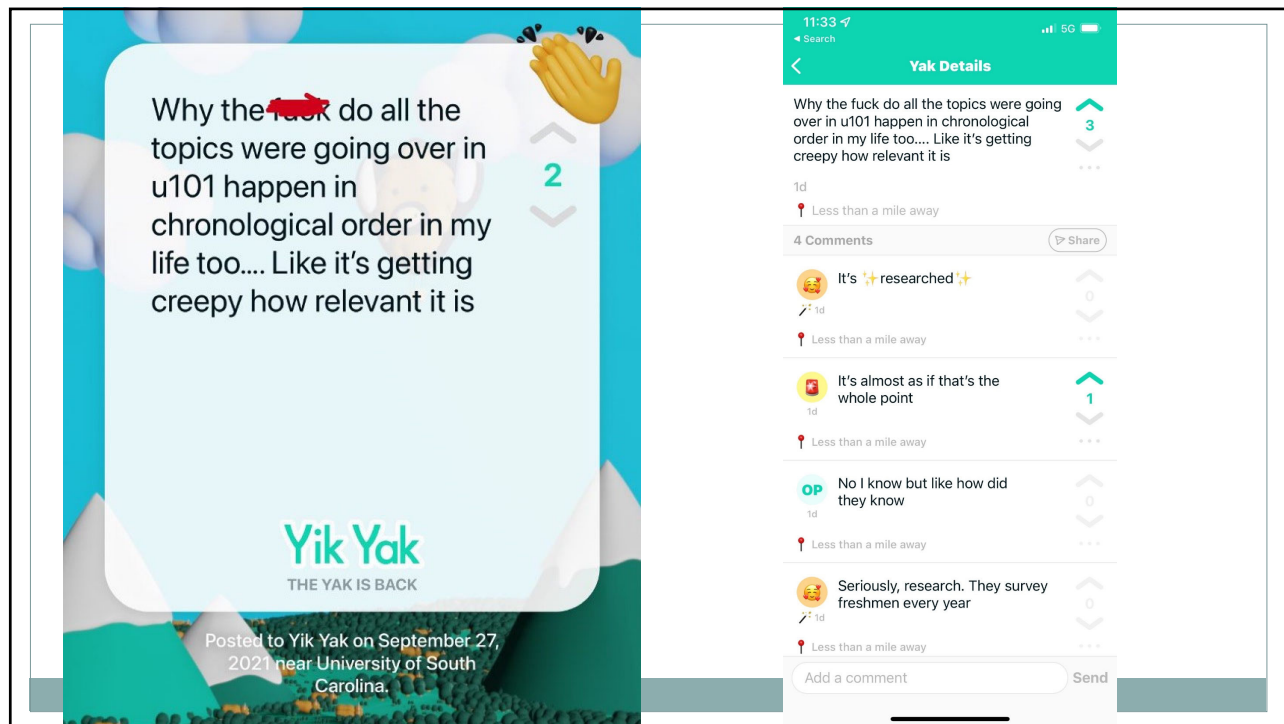 Why the fuck do all the
topics were going over in
u101 happen in
chronological order in my
life too.... Like it's getting
creepy how relevant it is
2
Yik Yak
THE YAK IS BACK
Posted to Yik Yak on September 27,
2021 near University of South
Carolina.
11:33
5G
◄ Search
Yak Details
Why the fuck do all the topics were going
over in u101 happen in chronological
order in my life too.... Like it's getting
creepy how relevant it is
3
1d
Less than a mile away
4 Comments
Share
It's ✨researched✨
0
1d
Less than a mile away
It's almost as if that's the
whole point
1
1d
Less than a mile away
OP
No I know but like how did
they know
0
1d
Less than a mile away
Seriously, research. They survey
freshmen every year
0
1d
Less than a mile away
Add a comment
Send